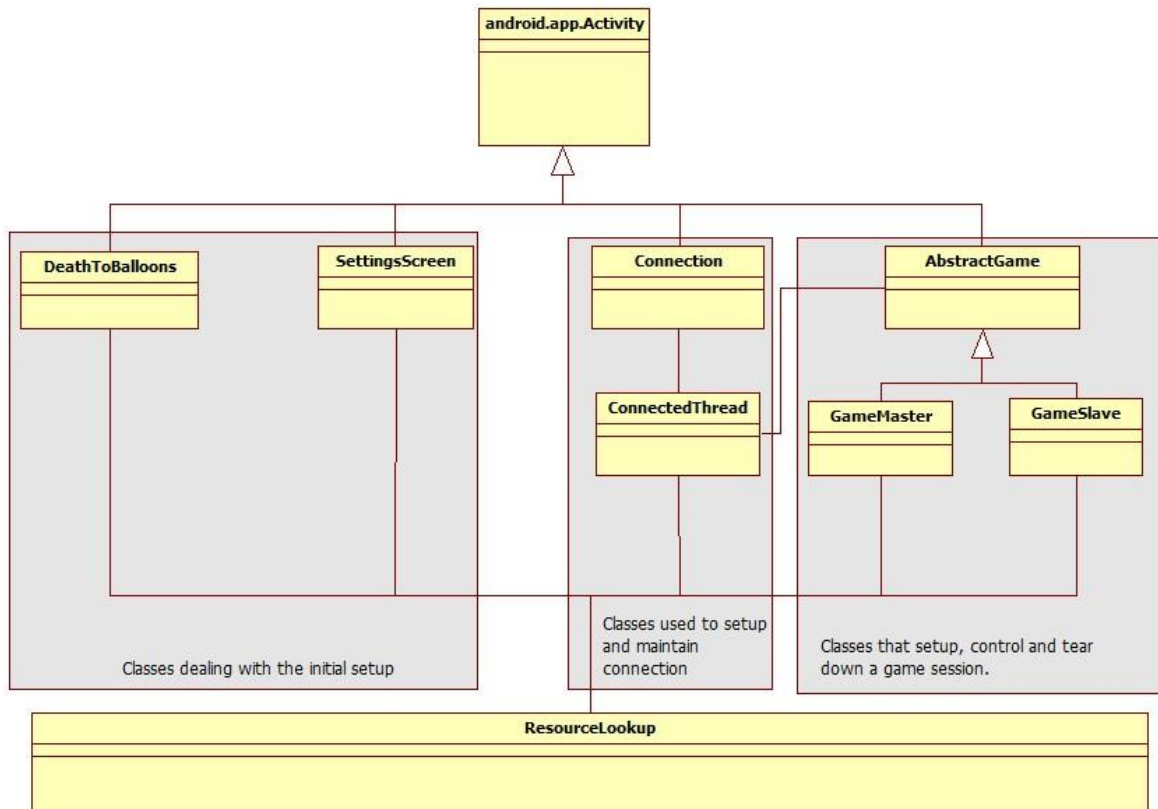 android.app.Activity
DeathToBalloons
SettingsScreen
Connection
AbstractGame
ConnectedThread
GameMaster
GameSlave
Classes dealing with the initial setup
Classes used to setup
and maintain
connection
Classes that setup, control and tear
down a game session.
ResourceLookup